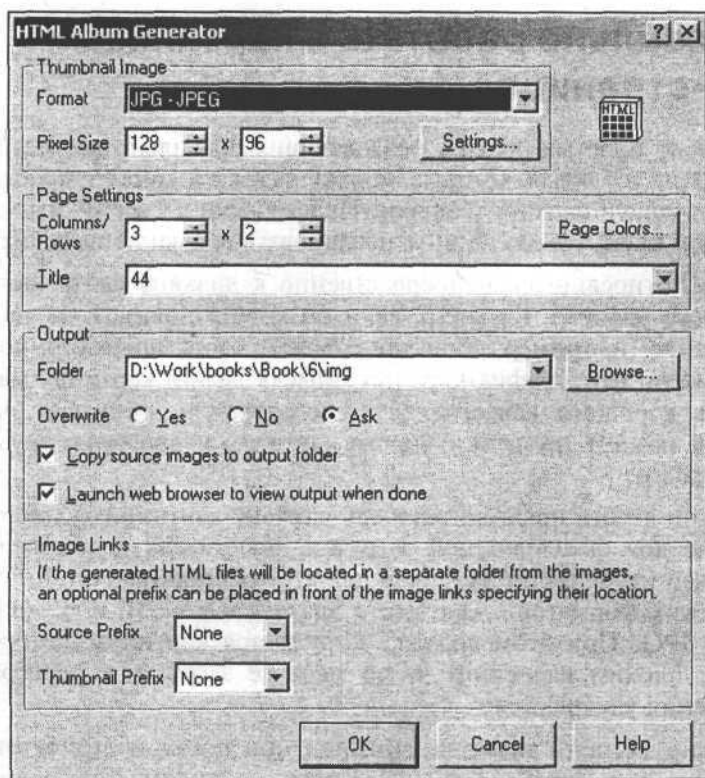 HTML Album Generator
Thumbnail Image
Format JPG - JPEG
HTML
Pixel Size 128 x 96 Settings...
Page Settings
Columns/
Rows 3 x 2 Page Colors...
Title 44
Output
Folder D:\Work\books\Book\6\img Browse...
Overwrite Yes No Ask
Copy source images to output folder
Launch web browser to view output when done
Image Links
If the generated HTML files will be located in a separate folder from the images,
an optional prefix can be placed in front of the image links specifying their location.
Source Prefix None
Thumbnail Prefix None
OK Cancel Help